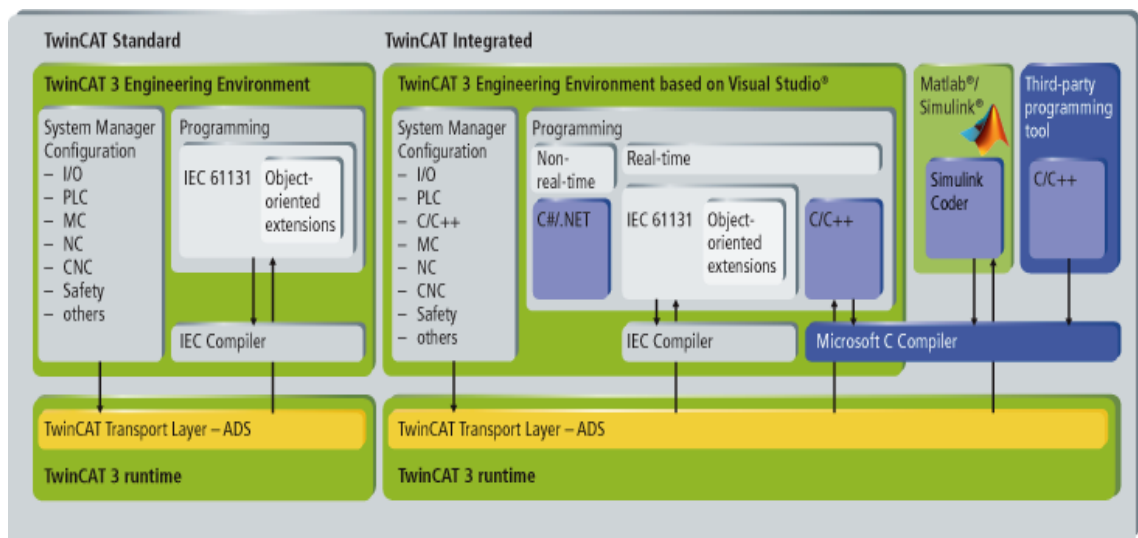 TwinCAT Standard
TwinCAT 3 Engineering Environment
System Manager
Configuration
– I/O
– PLC
– MC
– NC
– CNC
– Safety
– others
Programming
IEC 61131
Object-
oriented
extensions
IEC Compiler
TwinCAT Transport Layer – ADS
TwinCAT 3 runtime
TwinCAT Integrated
TwinCAT 3 Engineering Environment based on Visual Studio®
System Manager
Configuration
– I/O
– PLC
– C/C++
– MC
– NC
– CNC
– Safety
– others
Programming
Non-
real-time
C#/.NET
Real-time
IEC 61131
Object-
oriented
extensions
C/C++
IEC Compiler
Matlab®/
Simulink®
Simulink
Coder
Third-party
programming
tool
C/C++
Microsoft C Compiler
TwinCAT Transport Layer – ADS
TwinCAT 3 runtime